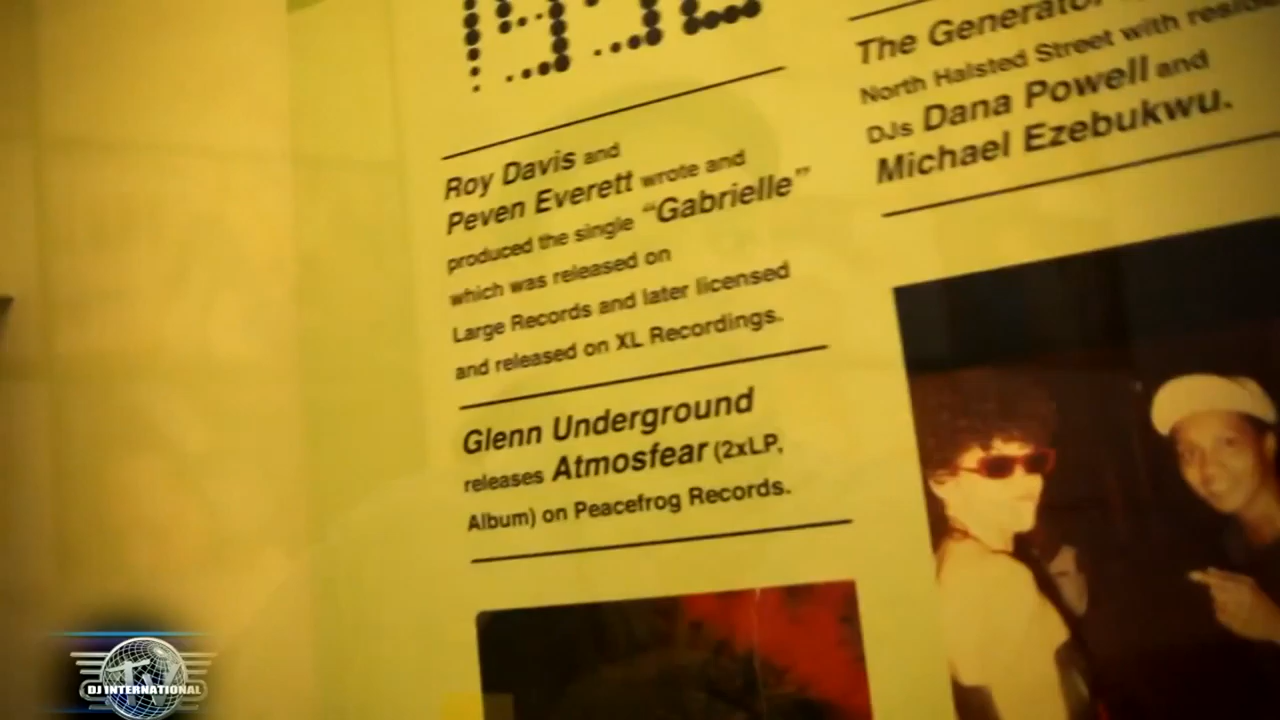 Roy Davis and
Peven Everett wrote and
produced the single “Gabrielle”
which was released on
Large Records and later licensed
and released on XL Recordings.
Glenn Underground
releases Atmosfear (2xLP,
Album) on Peacefrog Records.
The Generator
North Halsted Street with
DJs Dana Powell and
Michael Ezebukwu.
TV
DJ INTERNATIONAL